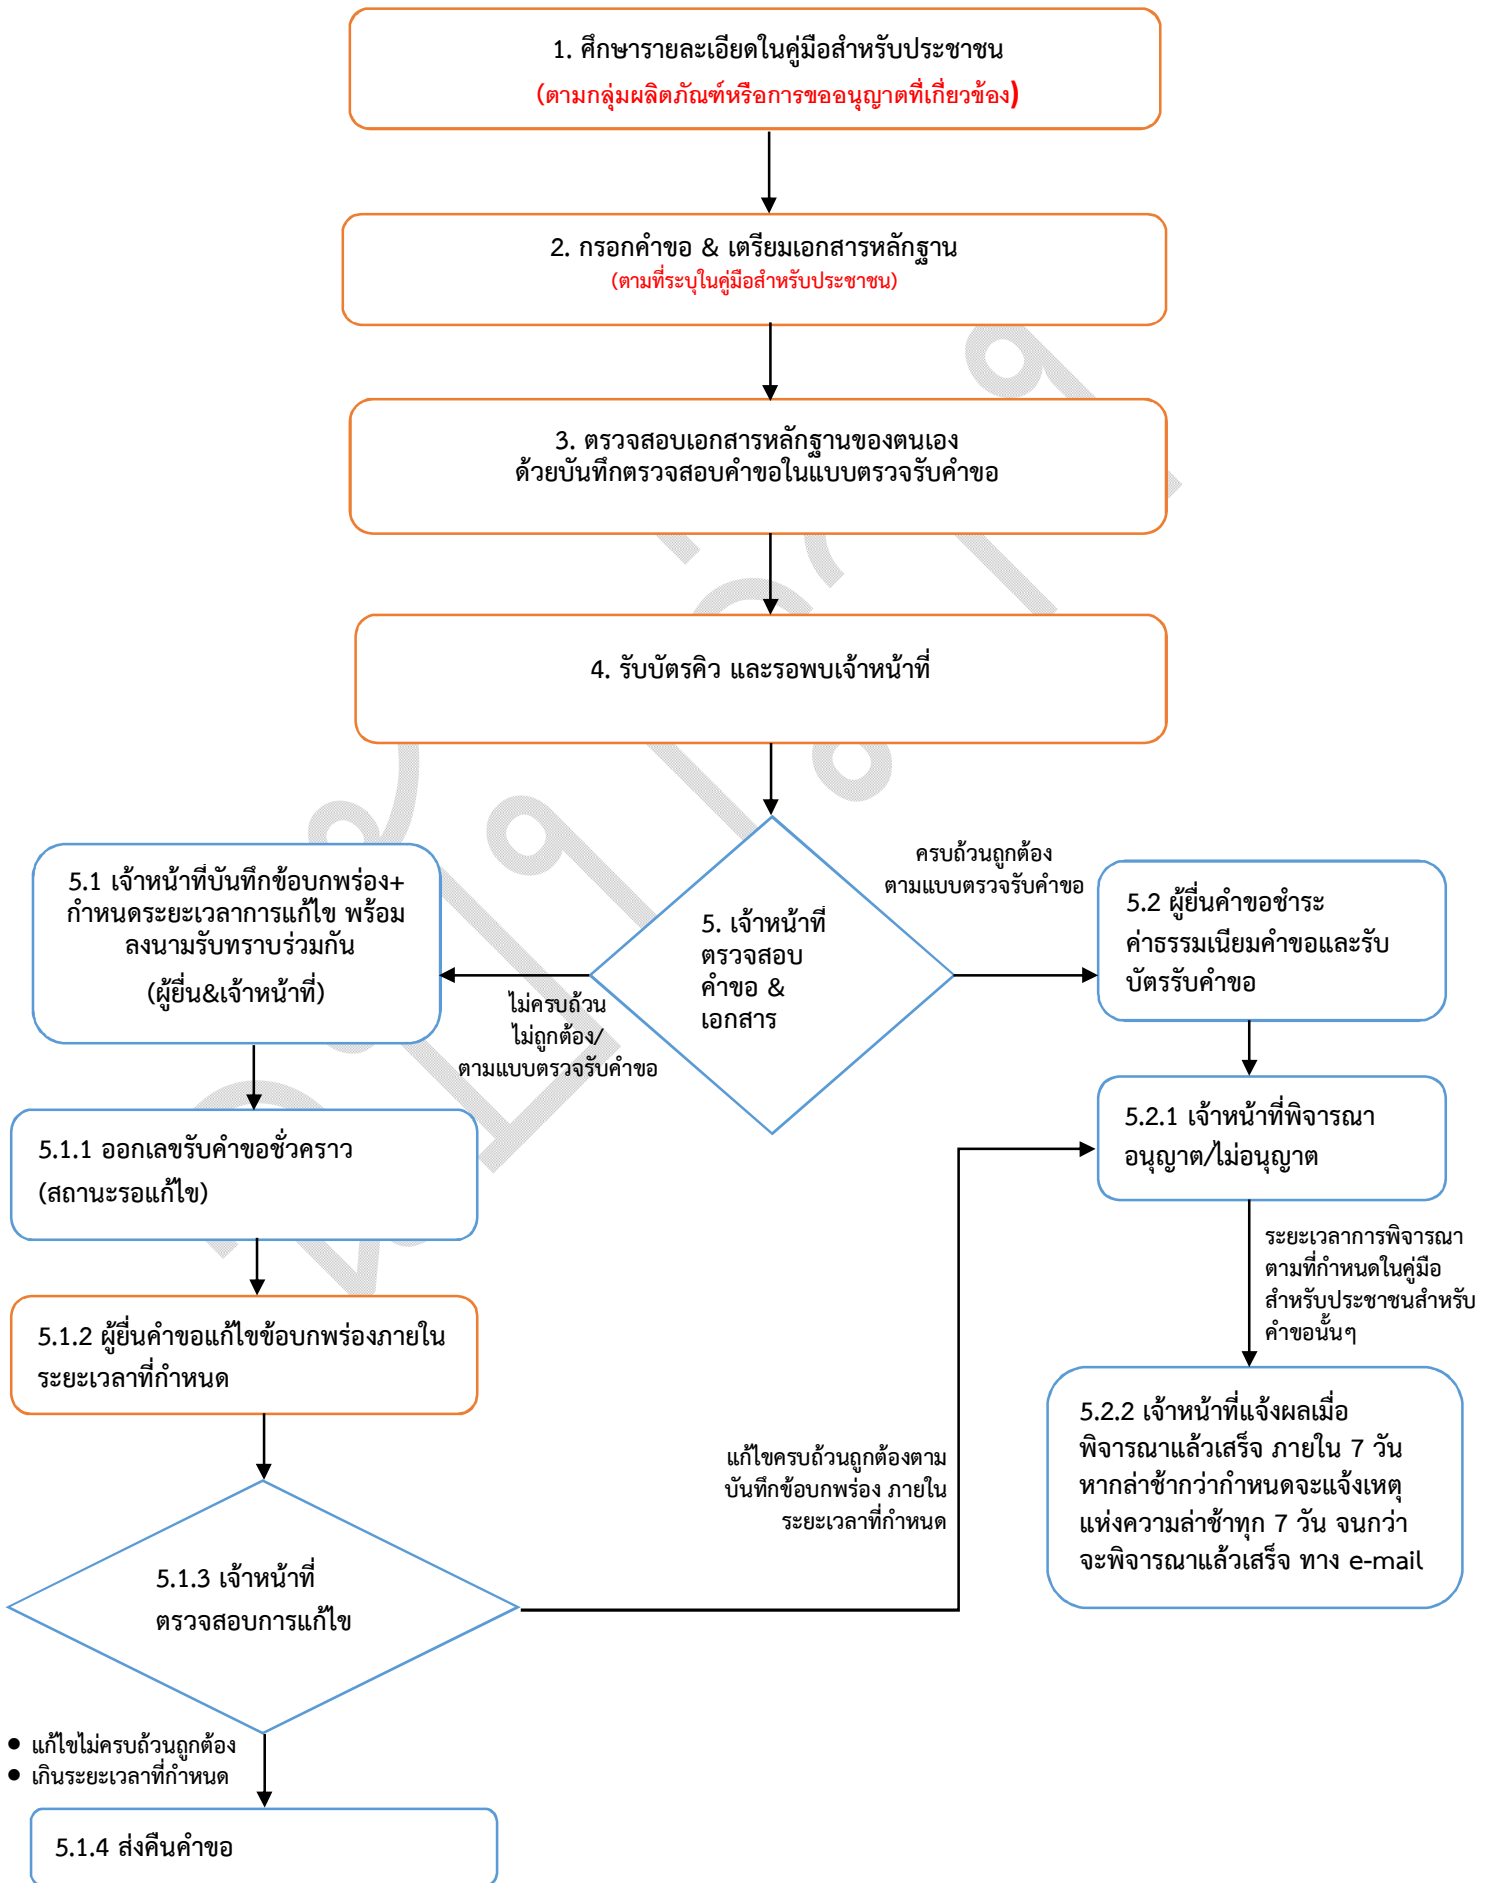 1. ศึกษารายละเอียดในคู่มือสำหรับประชาชน
(ตามกลุ่มผลิตภัณฑ์หรือการขออนุญาตที่เกี่ยวข้อง)
2. กรอกคำขอ & เตรียมเอกสารหลักฐาน
(ตามที่ระบุในคู่มือสำหรับประชาชน)
3. ตรวจสอบเอกสารหลักฐานของตนเอง
ด้วยบันทึกตรวจสอบคำขอในแบบตรวจรับคำขอ
4. รับบัตรคิว และรอพบเจ้าหน้าที่
5. เจ้าหน้าที่
ตรวจสอบ
คำขอ &
เอกสาร
ไม่ครบถ้วน
ไม่ถูกต้อง/
ตามแบบตรวจรับคำขอ
5.1 เจ้าหน้าที่บันทึกข้อบกพร่อง+
กำหนดระยะเวลาการแก้ไข พร้อม
ลงนามรับทราบร่วมกัน
(ผู้ยื่น&เจ้าหน้าที่)
5.1.1 ออกเลขรับคำขอชั่วคราว
(สถานะรอแก้ไข)
5.1.2 ผู้ยื่นคำขอแก้ไขข้อบกพร่องภายใน
ระยะเวลาที่กำหนด
5.1.3 เจ้าหน้าที่
ตรวจสอบการแก้ไข
● แก้ไขไม่ครบถ้วนถูกต้อง
● เกินระยะเวลาที่กำหนด
5.1.4 ส่งคืนคำขอ
แก้ไขครบถ้วนถูกต้องตาม
บันทึกข้อบกพร่อง ภายใน
ระยะเวลาที่กำหนด
ครบถ้วนถูกต้อง
ตามแบบตรวจรับคำขอ
5.2 ผู้ยื่นคำขอชำระ
ค่าธรรมเนียมคำขอและรับ
บัตรรับคำขอ
5.2.1 เจ้าหน้าที่พิจารณา
อนุญาต/ไม่อนุญาต
ระยะเวลาการพิจารณา
ตามที่กำหนดในคู่มือ
สำหรับประชาชนสำหรับ
คำขอนั้นๆ
5.2.2 เจ้าหน้าที่แจ้งผลเมื่อ
พิจารณาแล้วเสร็จ ภายใน 7 วัน
หากล่าช้ากว่ากำหนดจะแจ้งเหตุ
แห่งความล่าช้าทุก 7 วัน จนกว่า
จะพิจารณาแล้วเสร็จ ทาง e-mail